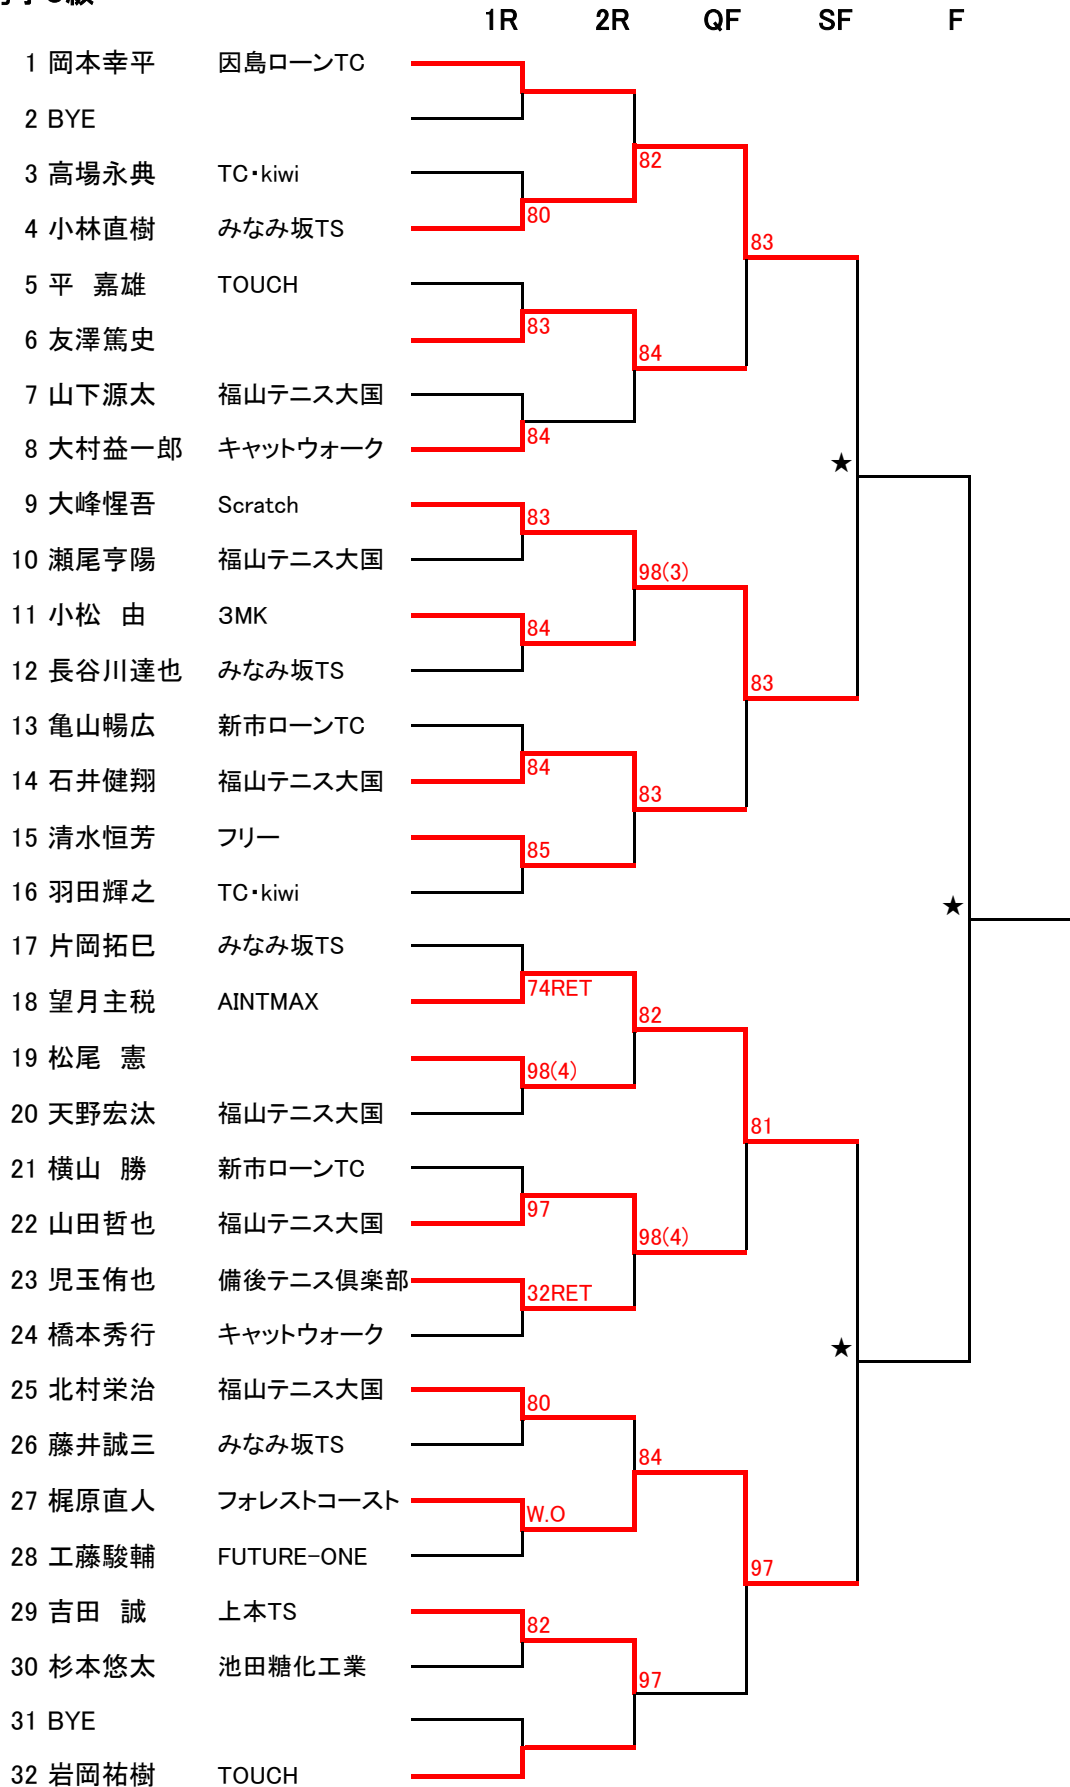 1R 2R QF SF F
1 岡本幸平 因島ローンTC
2 BYE
82
3 高場永典 TC・kiwi
80
4 小林直樹 みなみ坂TS
83
5 平 嘉雄 TOUCH
83
6 友澤篤史
84
7 山下源太 福山テニス大国
84
8 大村益一郎 キャットウォーク
★
9 大峰惺吾 Scratch
83
10 瀬尾亨陽 福山テニス大国
98(3)
11 小松 由 3MK
84
12 長谷川達也 みなみ坂TS
83
13 亀山暢広 新市ローンTC
84
14 石井健翔 福山テニス大国
83
15 清水恒芳 フリー
85
16 羽田輝之 TC・kiwi
★
17 片岡拓巳 みなみ坂TS
74RET
18 望月主税 AINTMAX
82
19 松尾 憲
98(4)
20 天野宏汰 福山テニス大国
81
21 横山 勝 新市ローンTC
97
22 山田哲也 福山テニス大国
98(4)
23 児玉侑也 備後テニス倶楽部
32RET
24 橋本秀行 キャットウォーク
★
25 北村栄治 福山テニス大国
80
26 藤井誠三 みなみ坂TS
84
27 梶原直人 フォレストコースト
W.O
28 工藤駿輔 FUTURE-ONE
97
29 吉田 誠 上本TS
82
30 杉本悠太 池田糖化工業
97
31 BYE
32 岩岡祐樹 TOUCH